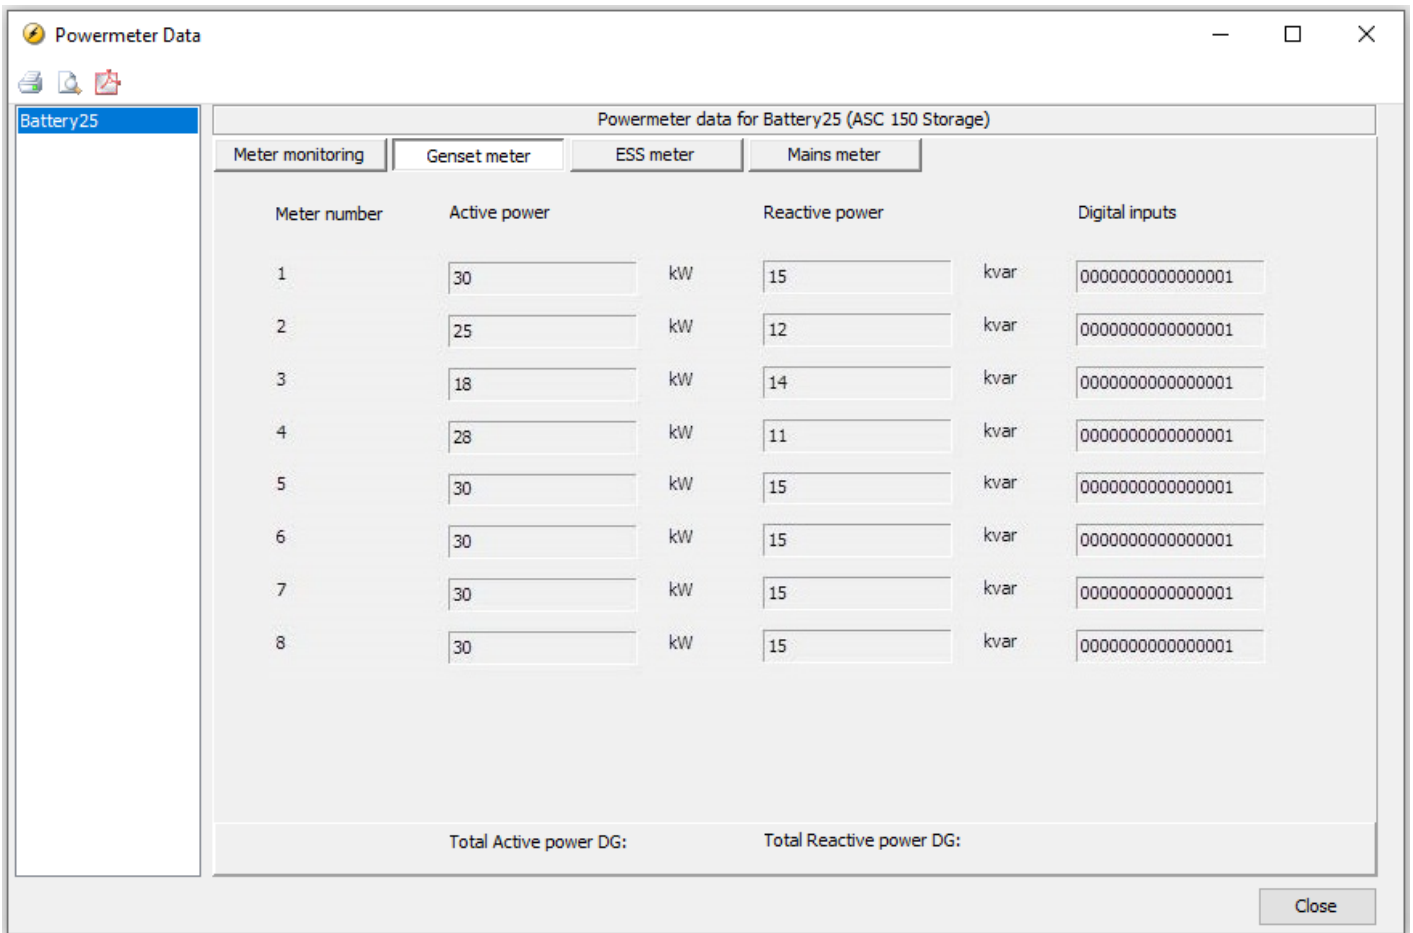 Powermeter Data
Battery25
Powermeter data for Battery25 (ASC 150 Storage)
Meter monitoring Genset meter ESS meter Mains meter
Meter number Active power Reactive power Digital inputs
1 30 kW 15 kvar 0000000000000001
2 25 kW 12 kvar 0000000000000001
3 18 kW 14 kvar 0000000000000001
4 28 kW 11 kvar 0000000000000001
5 30 kW 15 kvar 0000000000000001
6 30 kW 15 kvar 0000000000000001
7 30 kW 15 kvar 0000000000000001
8 30 kW 15 kvar 0000000000000001
Total Active power DG: Total Reactive power DG:
Close